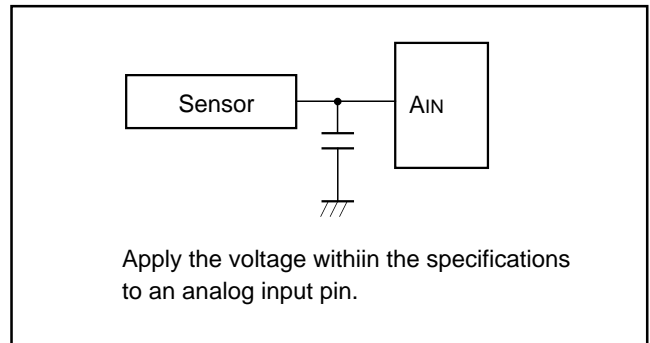 Sensor
AIN
Apply the voltage withiin the specifications
to an analog input pin.